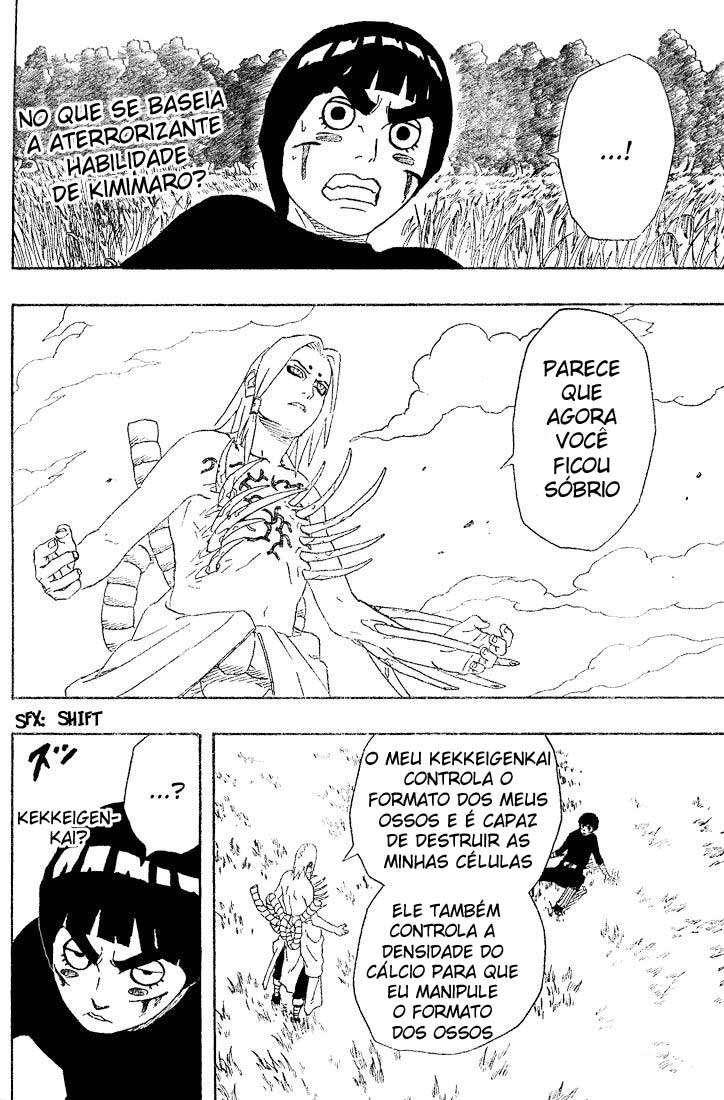 ...!
NO QUE SE BASEIA
A ATERRORIZANTE
HABILIDADE
DE KIMIMARO?
PARECE
QUE
AGORA
VOCÊ
FICOU
SÓBRIO
SFX: SHIFT
O MEU KEKKEIGENKAI
CONTROLA O
FORMATO DOS MEUS
OSSOS E É CAPAZ
DE DESTRUIR AS
MINHAS CÉLULAS
ELE TAMBÉM
CONTROLA A
DENSIDADE DO
CÁLCIO PARA QUE
EU MANIPULE
O FORMATO
DOS OSSOS
ズッ
...?
KEKKEIGEN-
KAI?